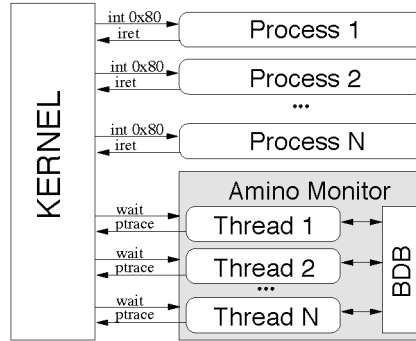 KERNEL
int 0x80
iret
Process 1
int 0x80
iret
Process 2
...
int 0x80
iret
Process N
Amino Monitor
wait
ptrace
Thread 1
wait
ptrace
Thread 2
...
wait
ptrace
Thread N
BDB